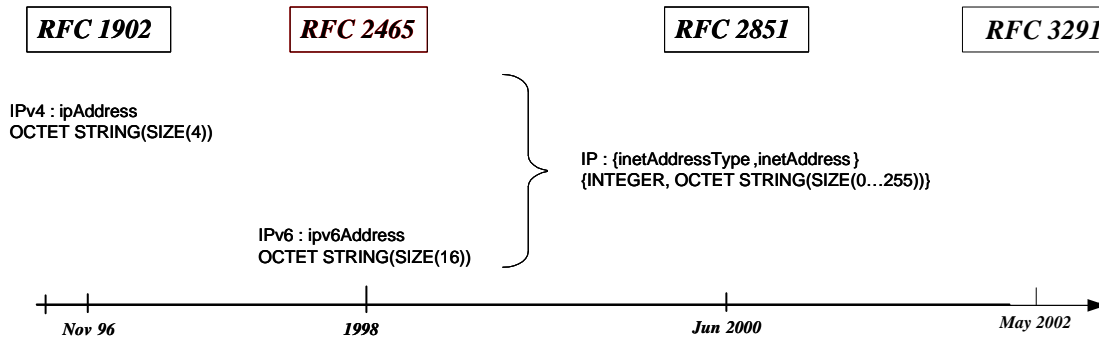 RFC 1902
RFC 2465
RFC 2851
RFC 3291
IPv4 : ipAddress
OCTET STRING(SIZE(4))
IP : {inetAddressType ,inetAddress }
{INTEGER, OCTET STRING(SIZE(0…255))}
IPv6 : ipv6Address
OCTET STRING(SIZE(16))
Nov 96
1998
Jun 2000
May 2002